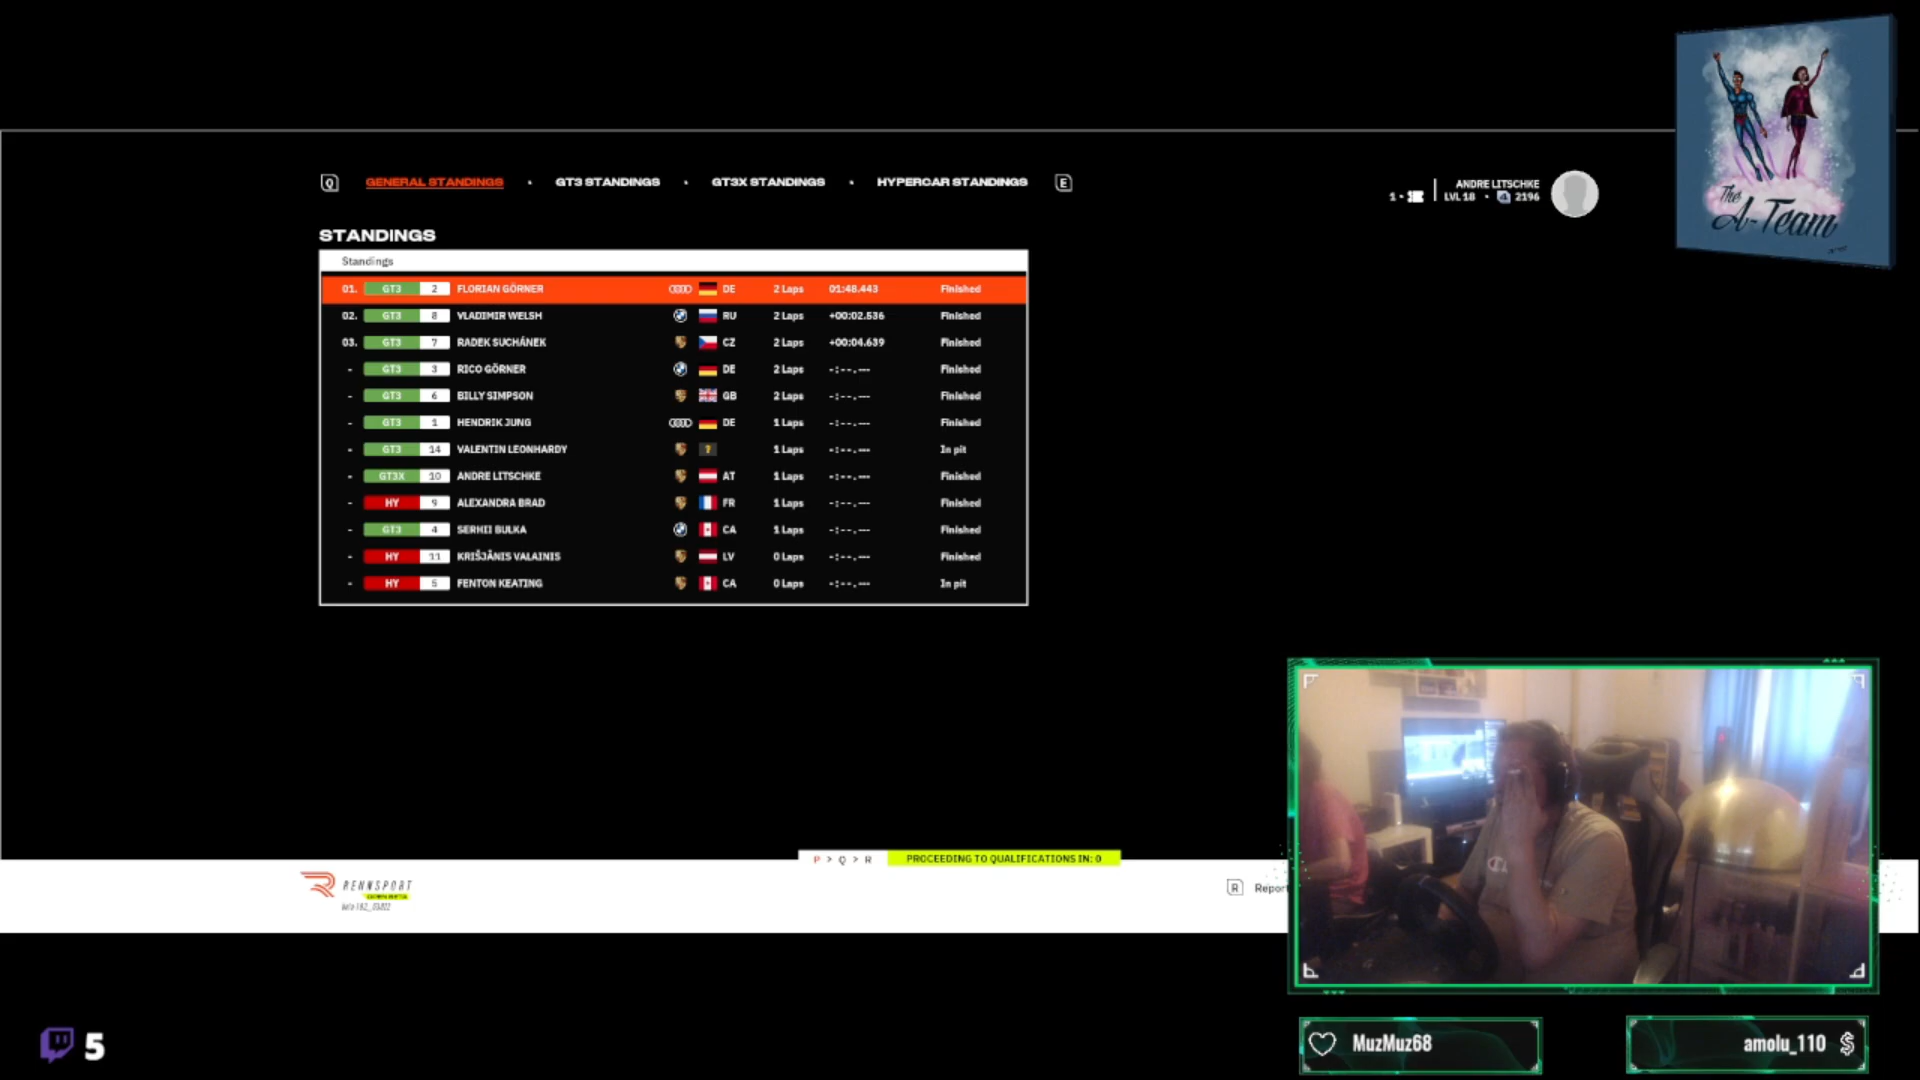 The
A-Team
Q GENERAL STANDINGS · GT3 STANDINGS · GT3X STANDINGS · HYPERCAR STANDINGS E
ANDRE LITSCHKE
1 - LVL 18 · 4 2196
STANDINGS
Standings
01. GT3 2 FLORIAN GÖRNER DE 2 Laps 01:48.443 Finished
02. GT3 8 VLADIMIR WELSH RU 2 Laps +00:02.536 Finished
03. GT3 7 RADEK SUCHÁNEK CZ 2 Laps +00:04.639 Finished
- GT3 3 RICO GÖRNER DE 2 Laps -:--.--- Finished
- GT3 6 BILLY SIMPSON GB 2 Laps -:--.--- Finished
- GT3 1 HENDRIK JUNG DE 1 Laps -:--.--- Finished
- GT3 14 VALENTIN LEONHARDY ? 1 Laps -:--.--- In pit
- GT3X 10 ANDRE LITSCHKE AT 1 Laps -:--.--- Finished
- HY 9 ALEXANDRA BRAD FR 1 Laps -:--.--- Finished
- GT3 4 SERHII BULKA CA 1 Laps -:--.--- Finished
- HY 11 KRIŠJĀNIS VALAINIS LV 0 Laps -:--.--- Finished
- HY 5 FENTON KEATING CA 0 Laps -:--.--- In pit
P > Q > R PROCEEDING TO QUALIFICATIONS IN: 0
RENNSPORT
R Report
5
MuzMuz68
amolu_110 $